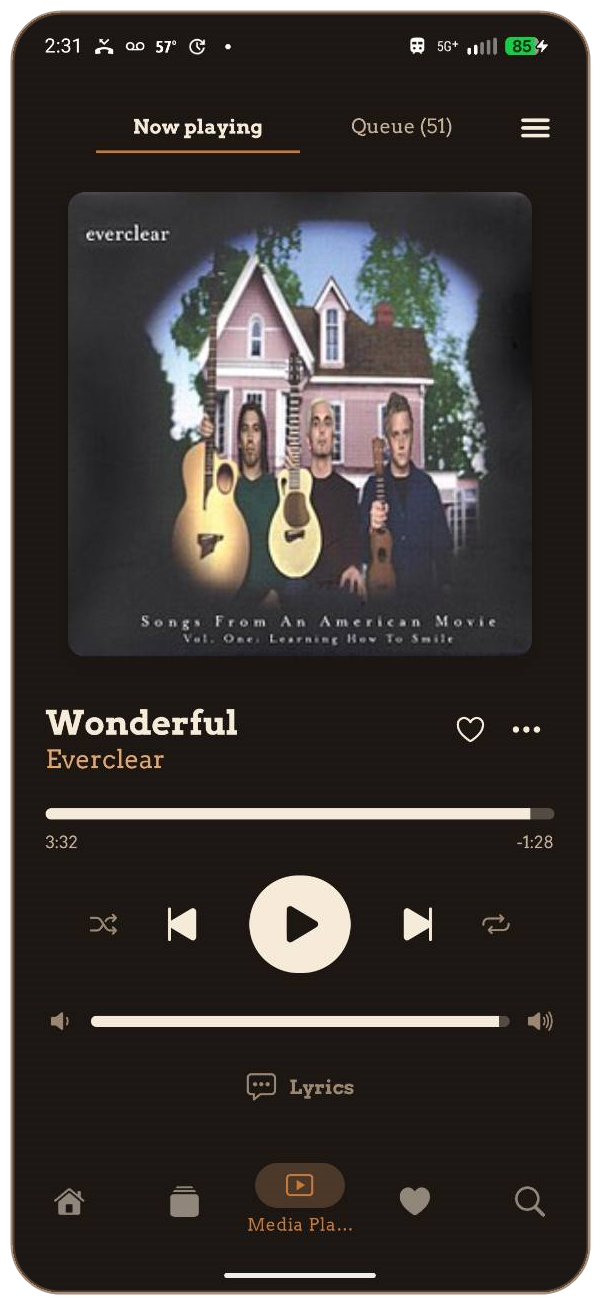 2:31 57° 5G+ 85
Now playing Queue (51)
everclear
Songs From An American Movie
Vol. One: Learning How To Smile
Wonderful
Everclear
3:32 -1:28
Lyrics
Media Pla...